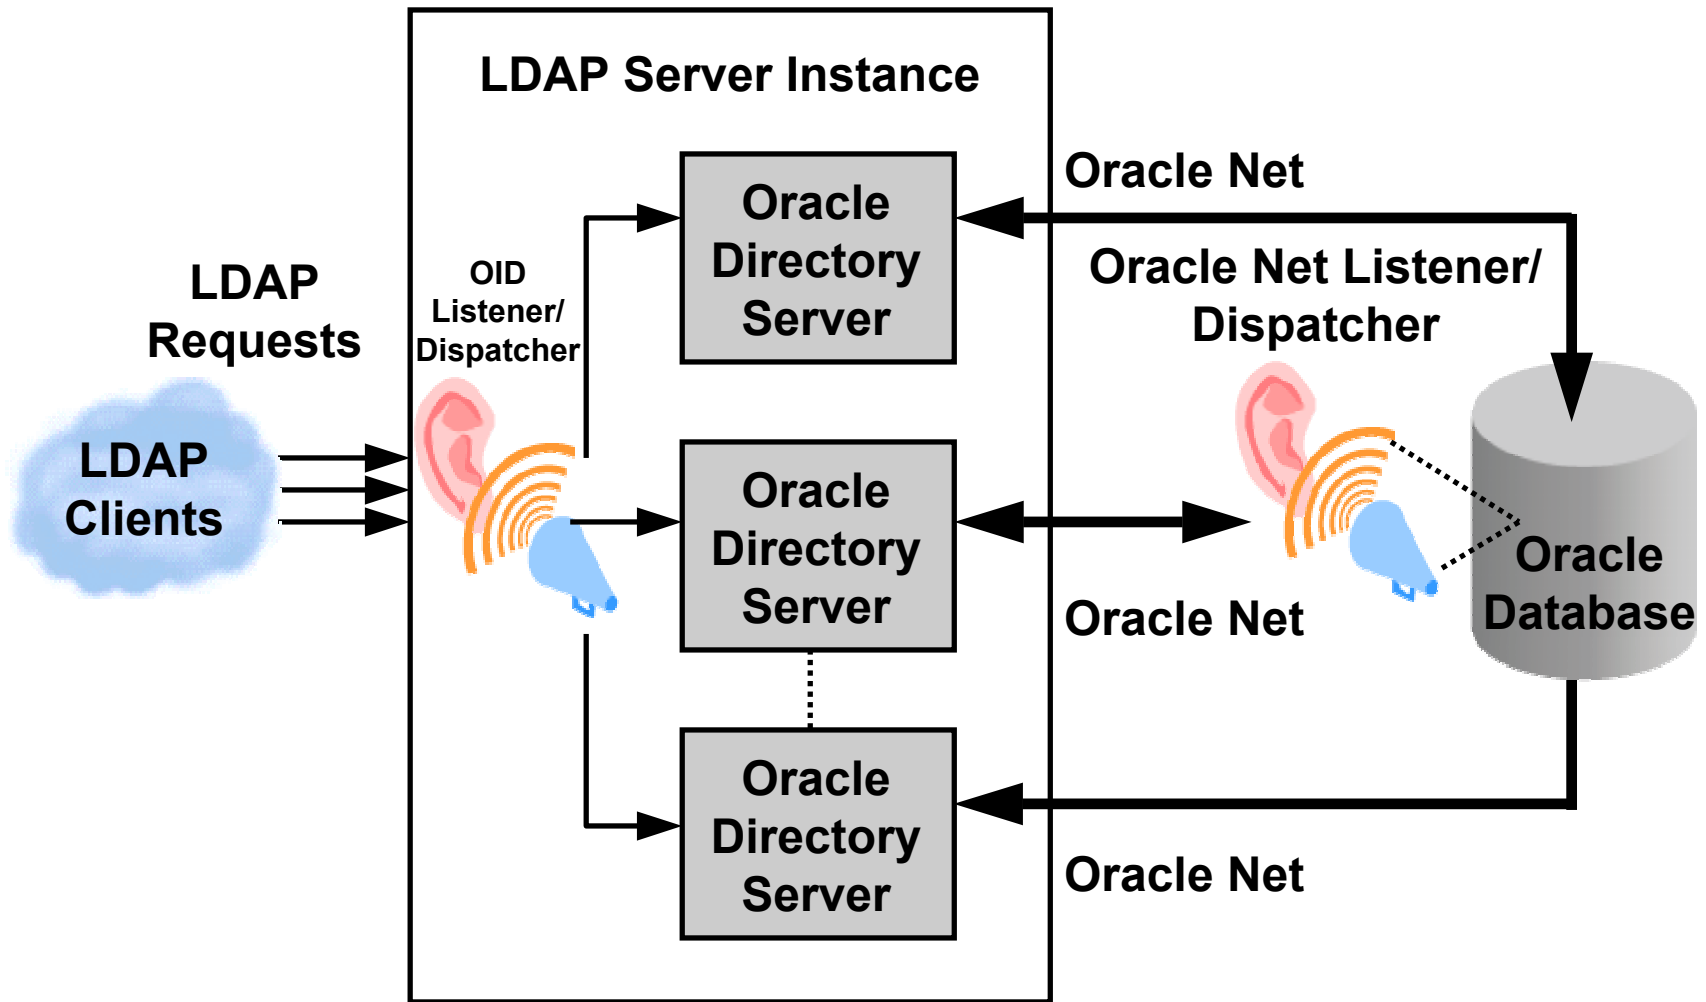 LDAP Server Instance
LDAP
Requests
LDAP
Clients
OID
Listener/
Dispatcher
Oracle
Directory
Server
Oracle
Directory
Server
Oracle
Directory
Server
Oracle Net
Oracle Net Listener/
Dispatcher
Oracle Net
Oracle Net
Oracle
Database